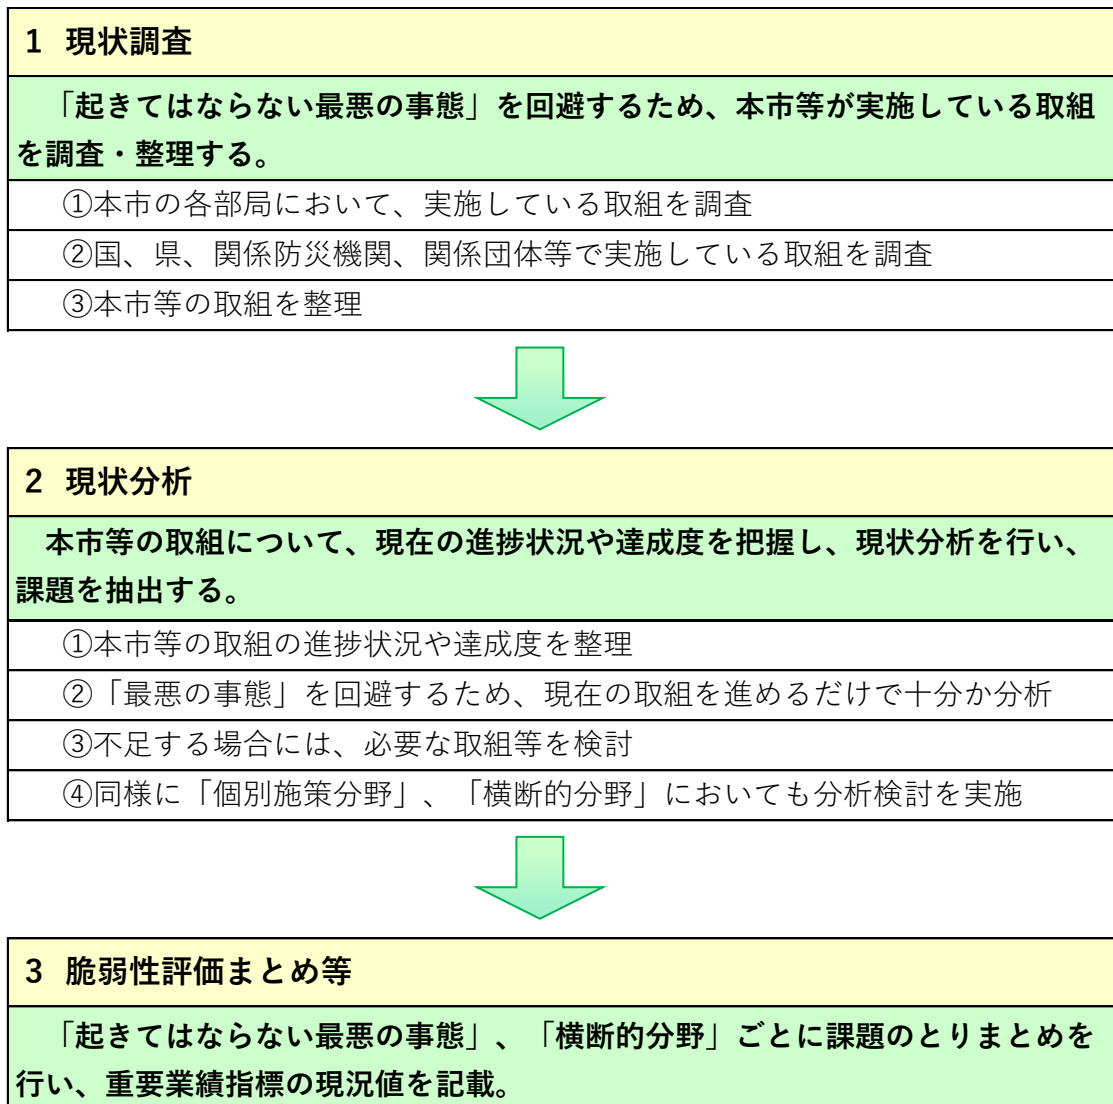 1 現状調査
「起きてはならない最悪の事態」を回避するため、本市等が実施している取組
を調査・整理する。
①本市の各部局において、実施している取組を調査
②国、県、関係防災機関、関係団体等で実施している取組を調査
③本市等の取組を整理
2 現状分析
本市等の取組について、現在の進捗状況や達成度を把握し、現状分析を行い、
課題を抽出する。
①本市等の取組の進捗状況や達成度を整理
②「最悪の事態」を回避するため、現在の取組を進めるだけで十分か分析
③不足する場合には、必要な取組等を検討
④同様に「個別施策分野」、「横断的分野」においても分析検討を実施
3 脆弱性評価まとめ等
「起きてはならない最悪の事態」、「横断的分野」ごとに課題のとりまとめを
行い、重要業績指標の現況値を記載。